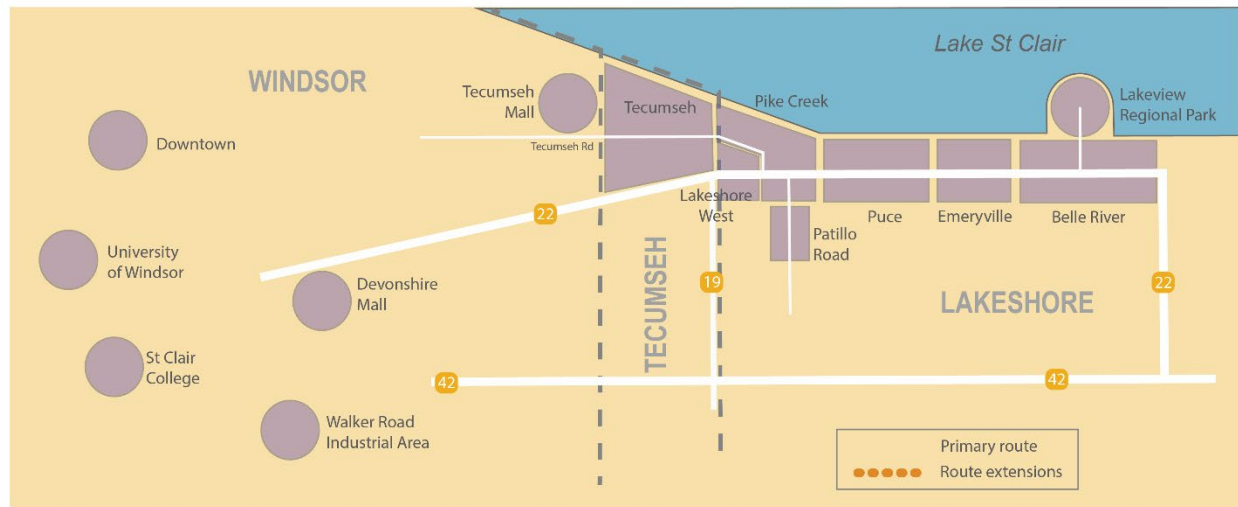 Lake St Clair
WINDSOR
Tecumseh
Mall
Tecumseh
Pike Creek
Lakeview
Regional Park
Downtown
Tecumseh Rd
22
Lakeshore
West
Puce
Emeryville
Belle River
Patillo
Road
University
of Windsor
Devonshire
Mall
TECUMSEH
19
LAKESHORE
22
St Clair
College
42
42
Walker Road
Industrial Area
Primary route
Route extensions